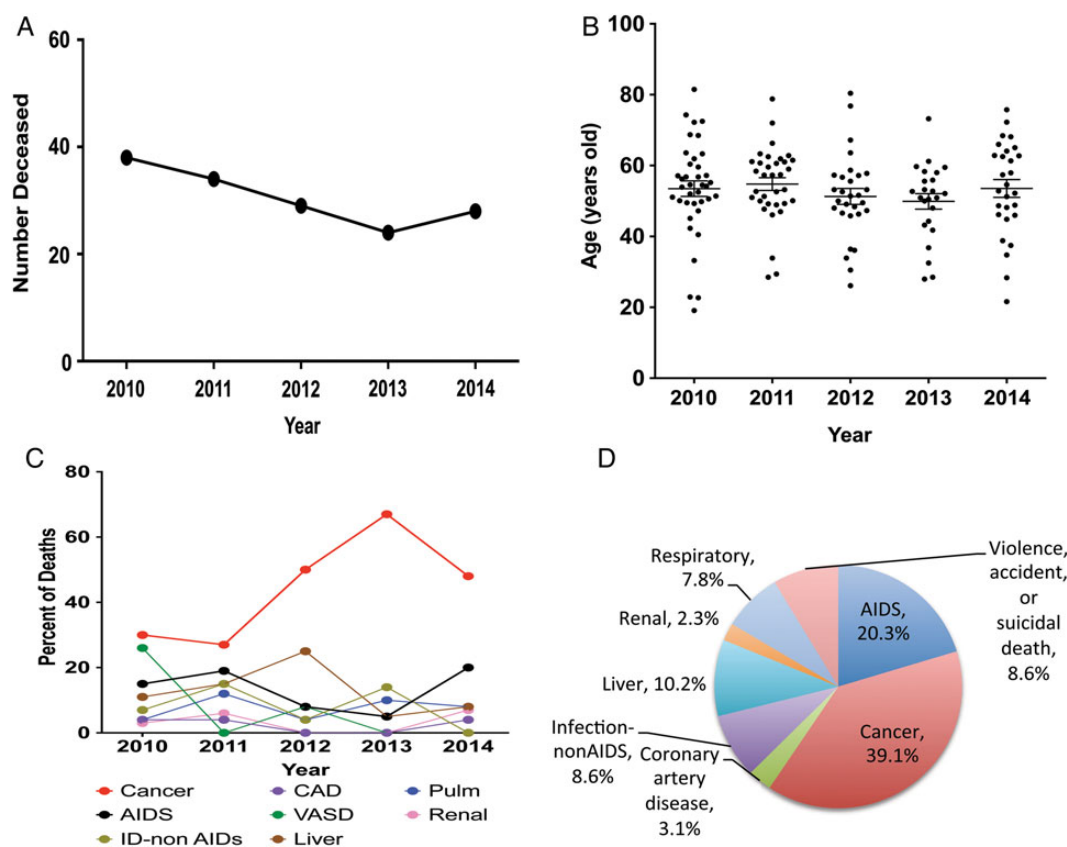 A
60
40
20
0
Number Deceased
2010 2011 2012 2013 2014
Year
B
100
80
60
40
20
0
Age (years old)
2010 2011 2012 2013 2014
Year
C
80
60
40
20
0
Percent of Deaths
2010 2011 2012 2013 2014
Year
Cancer CAD Pulm
AIDS VASD Renal
ID-non AIDs Liver
D
Violence,
accident,
or
suicidal
death,
8.6%
AIDS,
20.3%
Cancer,
39.1%
Coronary
artery
disease,
3.1%
Infection-
nonAIDS,
8.6%
Liver, 10.2%
Renal, 2.3%
Respiratory,
7.8%